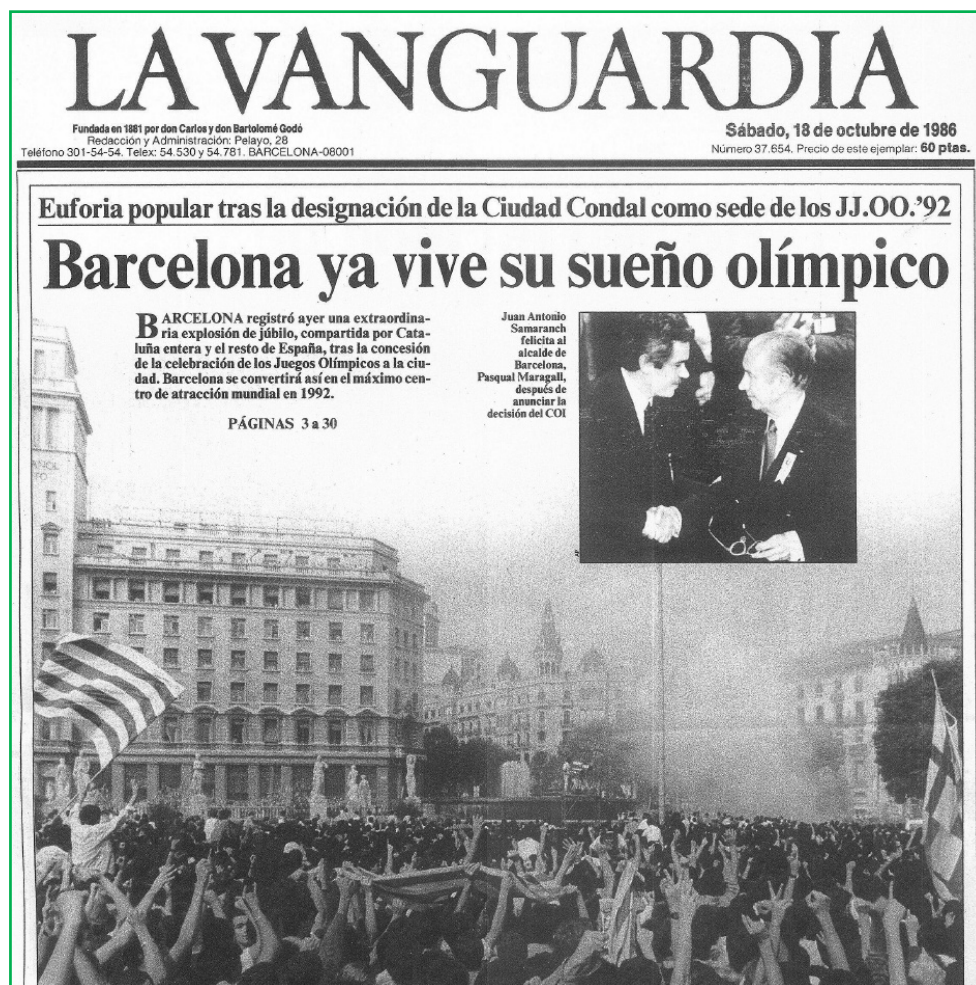 LA VANGUARDIA
Fundada en 1881 por don Carlos y don Bartolomé Godó
Redacción y Administración: Pelayo, 28
Teléfono 301-54-54. Telex: 54.530 y 54.781. BARCELONA-08001
Sábado, 18 de octubre de 1986
Número 37.654. Precio de este ejemplar: 60 ptas.
Euforia popular tras la designación de la Ciudad Condal como sede de los JJ.OO.’92
Barcelona ya vive su sueño olímpico
BARCELONA registró ayer una extraordina-
ria explosión de júbilo, compartida por Cata-
luña entera y el resto de España, tras la concesión
de la celebración de los Juegos Olímpicos a la ciu-
dad. Barcelona se convertirá así en el máximo cen-
tro de atracción mundial en 1992.
PÁGINAS 3 a 30
Juan Antonio
Samaranch
felicita al
alcalde de
Barcelona,
Pasqual Maragall,
después de
anunciar la
decisión del COI